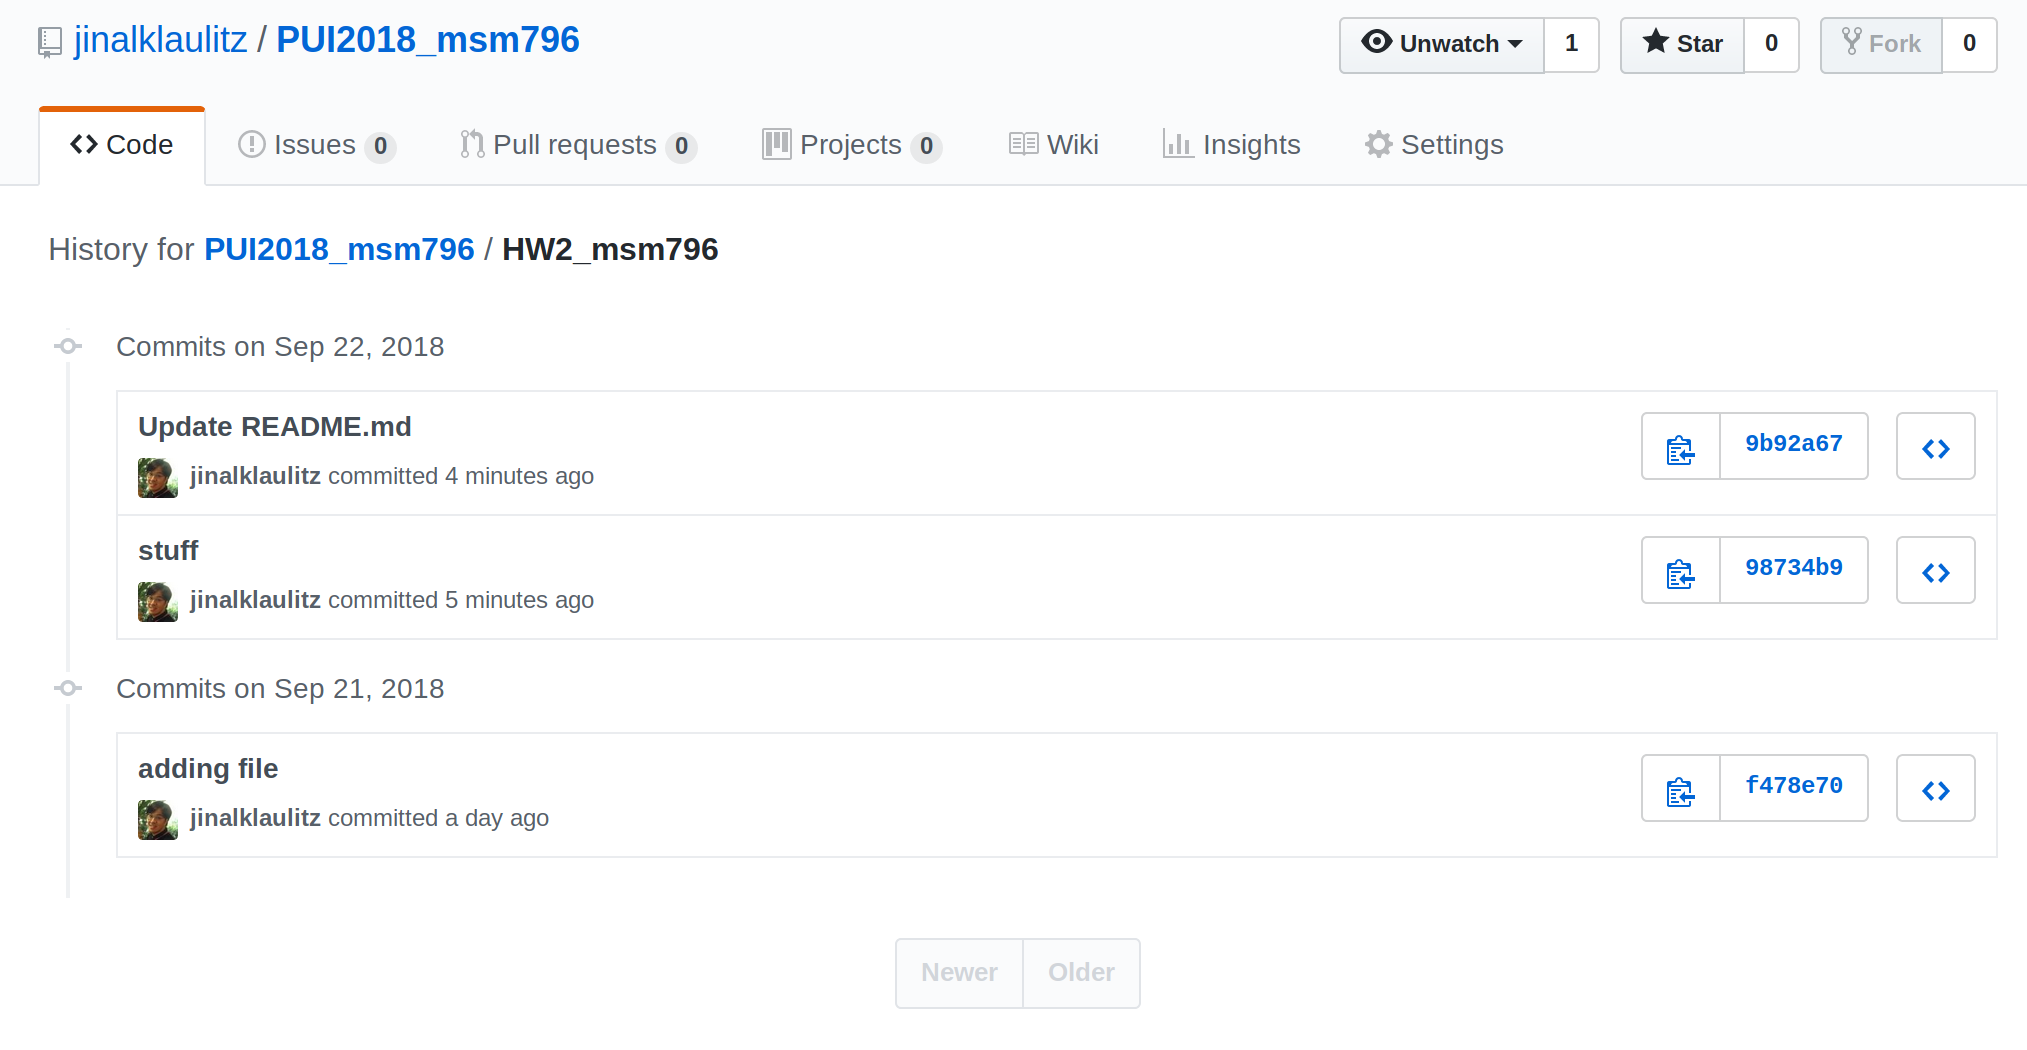 jinalklaulitz / PUI2018_msm796
Unwatch 1 Star 0 Fork 0
Code Issues 0 Pull requests 0 Projects 0 Wiki Insights Settings
History for PUI2018_msm796 / HW2_msm796
Commits on Sep 22, 2018
Update README.md
9b92a67
jinalklaulitz committed 4 minutes ago
stuff
98734b9
jinalklaulitz committed 5 minutes ago
Commits on Sep 21, 2018
adding file
f478e70
jinalklaulitz committed a day ago
Newer Older